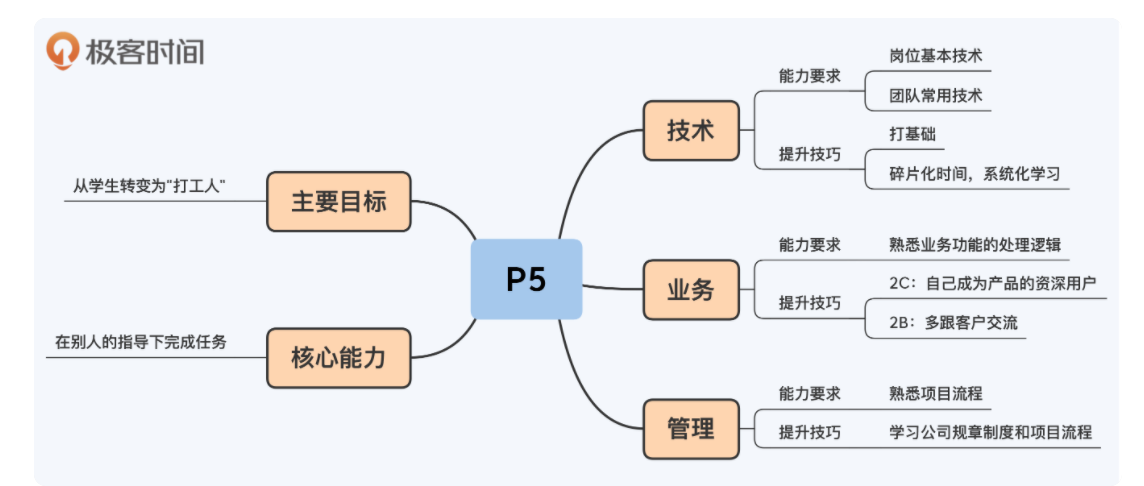 极客时间
P5
主要目标
从学生转变为"打工人"
核心能力
在别人的指导下完成任务
技术
能力要求
岗位基本技术
团队常用技术
提升技巧
打基础
碎片化时间，系统化学习
业务
能力要求
熟悉业务功能的处理逻辑
提升技巧
2C：自己成为产品的资深用户
2B：多跟客户交流
管理
能力要求
熟悉项目流程
提升技巧
学习公司规章制度和项目流程